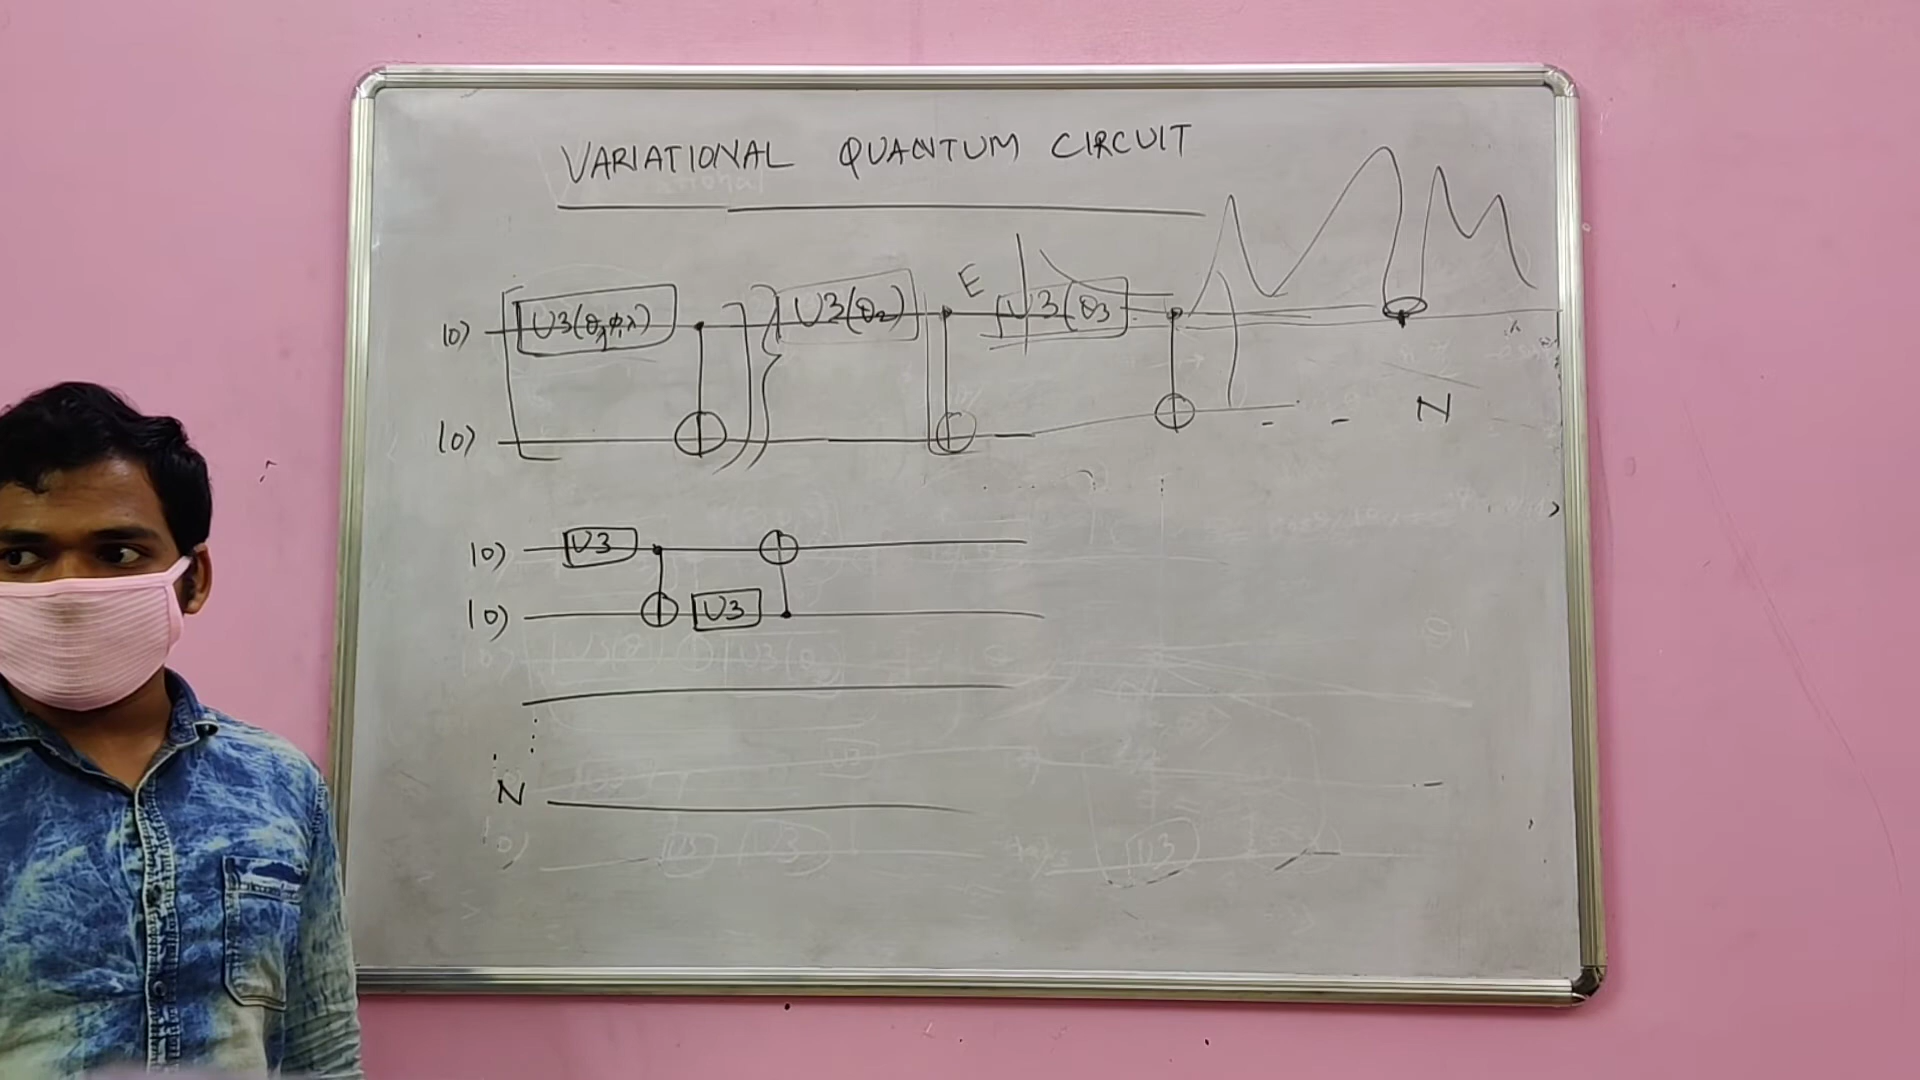 VARIATIONAL QUANTUM CIRCUIT
|0⟩ U3(θ,φ,λ) U3(θ2) E U3(θ3
|0⟩ - - N
|0⟩ U3
|0⟩ U3
N